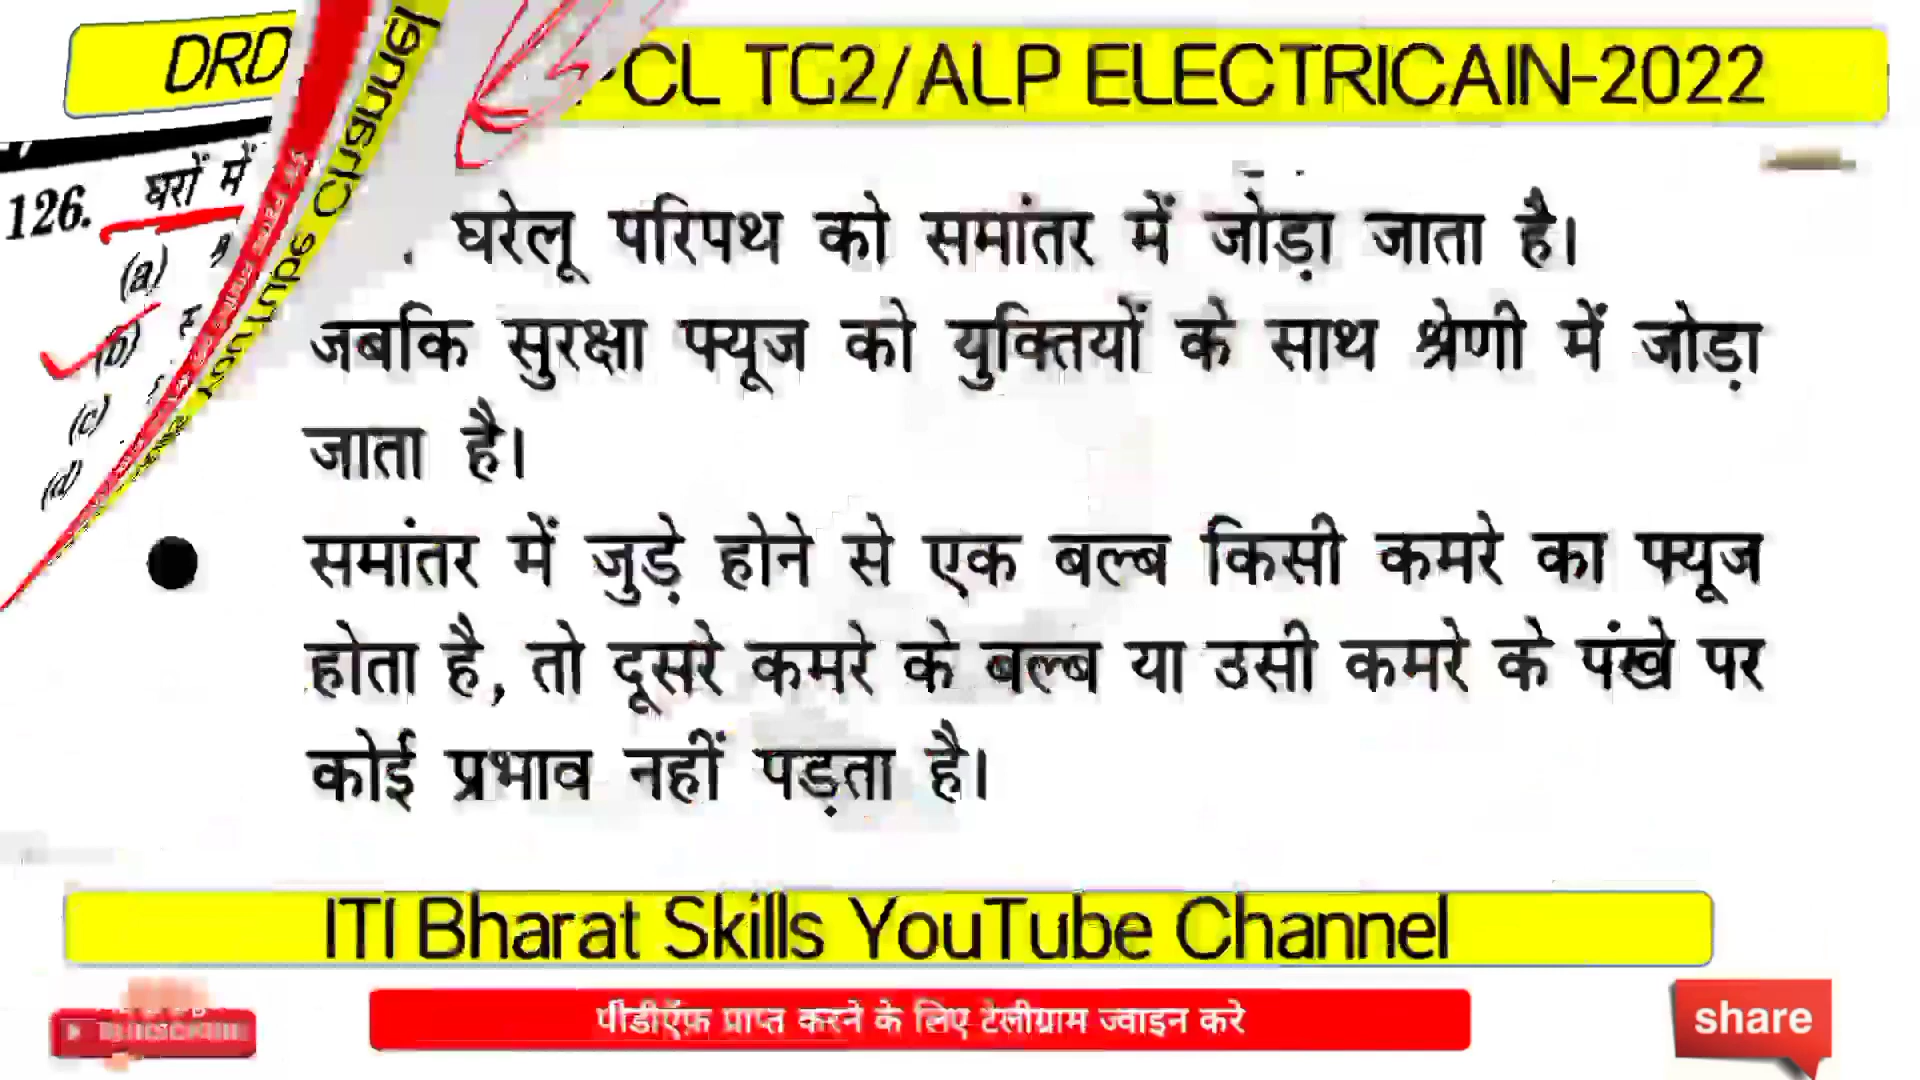 DRD
PCL TG2/ALP ELECTRICAIN-2022
126. घरों में
(a)
(b)
(c)
(d)
घरेलू परिपथ को समांतर में जोड़ा जाता है।
जबकि सुरक्षा फ्यूज को युक्तियों के साथ श्रेणी में जोड़ा
जाता है।
समांतर में जुड़े होने से एक बल्ब किसी कमरे का फ्यूज
होता है, तो दूसरे कमरे के बल्ब या उसी कमरे के पंखे पर
कोई प्रभाव नहीं पड़ता है।
ITI Bharat Skills YouTube Channel
पीडीऍफ़ प्राप्त करने के लिए टेलीग्राम ज्वाइन करे
share